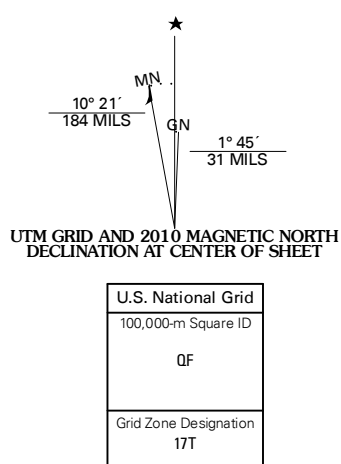 ★
MN
10° 21´
184 MILS
GN
1° 45´
31 MILS
UTM GRID AND 2010 MAGNETIC NORTH
DECLINATION AT CENTER OF SHEET
U.S. National Grid
100,000-m Square ID
QF
Grid Zone Designation
17T